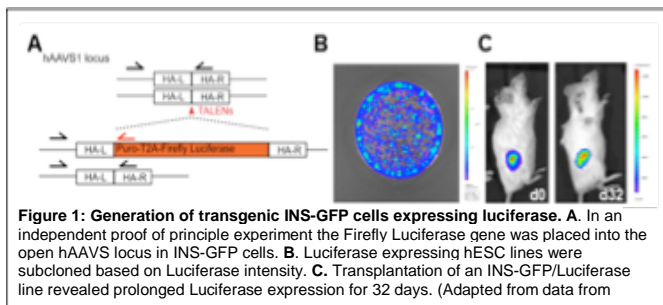 A
B
C
hAAVS1 locus
HA-L HA-R
HA-L HA-R
TALENs
HA-L Puro-T2A-Firefly Luciferase HA-R
HA-L HA-R
d0
d32
Figure 1: Generation of transgenic INS-GFP cells expressing luciferase. A. In an
independent proof of principle experiment the Firefly Luciferase gene was placed into the
open hAAVS locus in INS-GFP cells. B. Luciferase expressing hESC lines were
subcloned based on Luciferase intensity. C. Transplantation of an INS-GFP/Luciferase
line revealed prolonged Luciferase expression for 32 days. (Adapted from data from